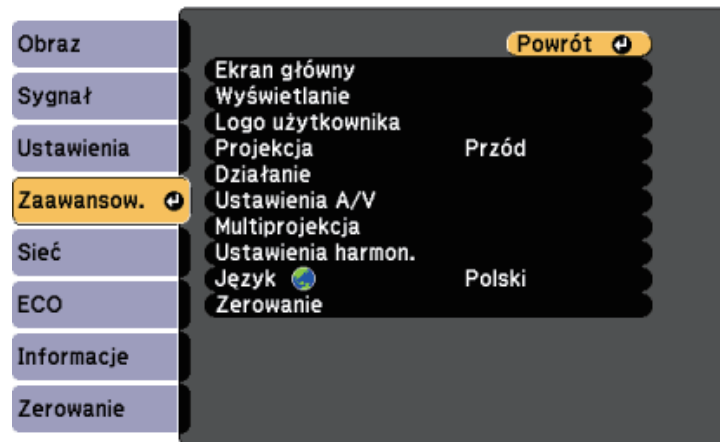 Obraz
Sygnał
Ustawienia
Zaawansow.
Sieć
ECO
Informacje
Zerowanie
Powrót
Ekran główny
Wyświetlanie
Logo użytkownika
Projekcja Przód
Działanie
Ustawienia A/V
Multiprojekcja
Ustawienia harmon.
Język Polski
Zerowanie